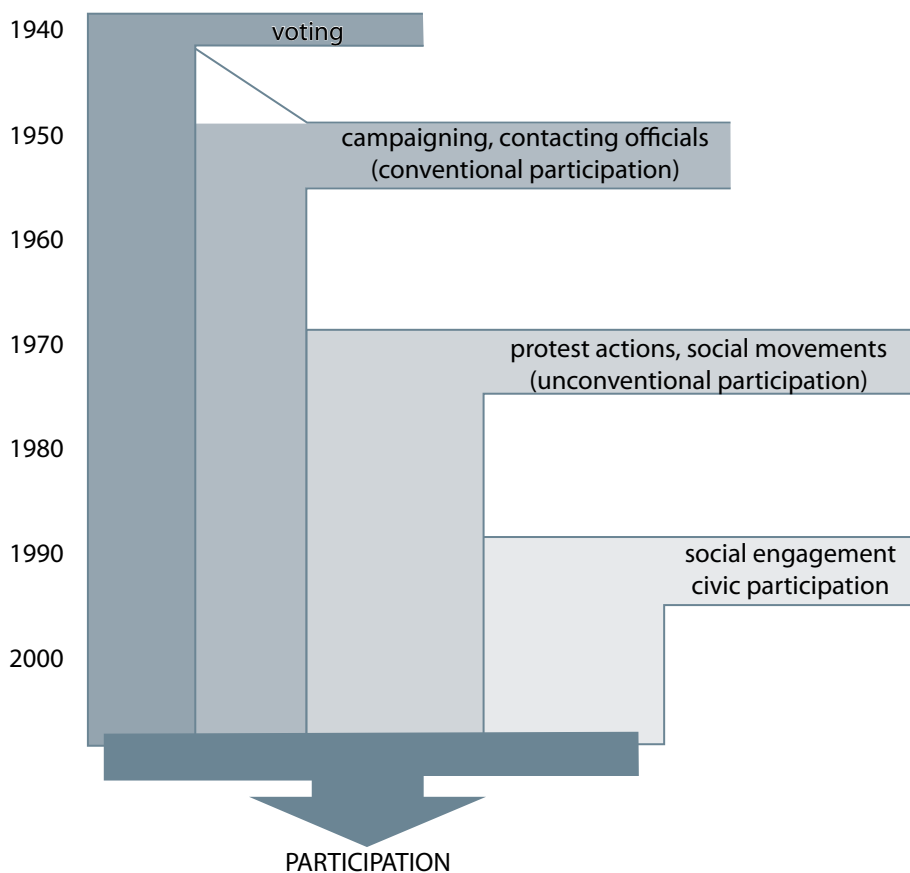 1940
voting
1950
campaigning, contacting officials
(conventional participation)
1960
1970
protest actions, social movements
(unconventional participation)
1980
1990
social engagement
civic participation
2000
PARTICIPATION